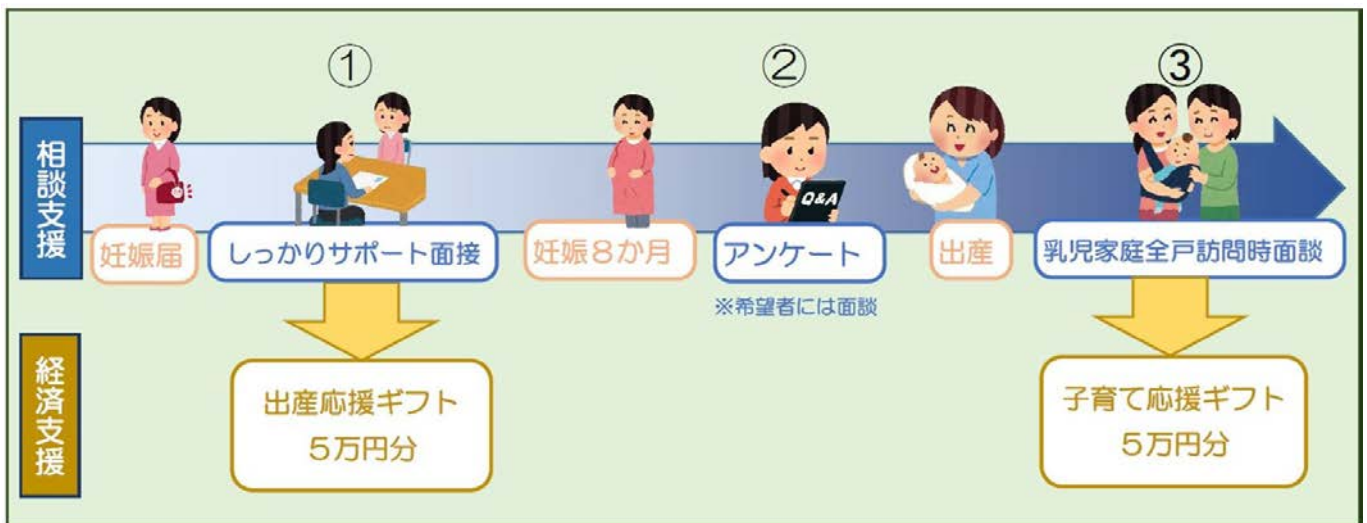 ① ② ③
相談支援
妊娠届
しっかりサポート面接
妊娠８か月
Q&A
アンケート
※希望者には面談
出産
乳児家庭全戸訪問時面談
経済支援
出産応援ギフト
５万円分
子育て応援ギフト
５万円分